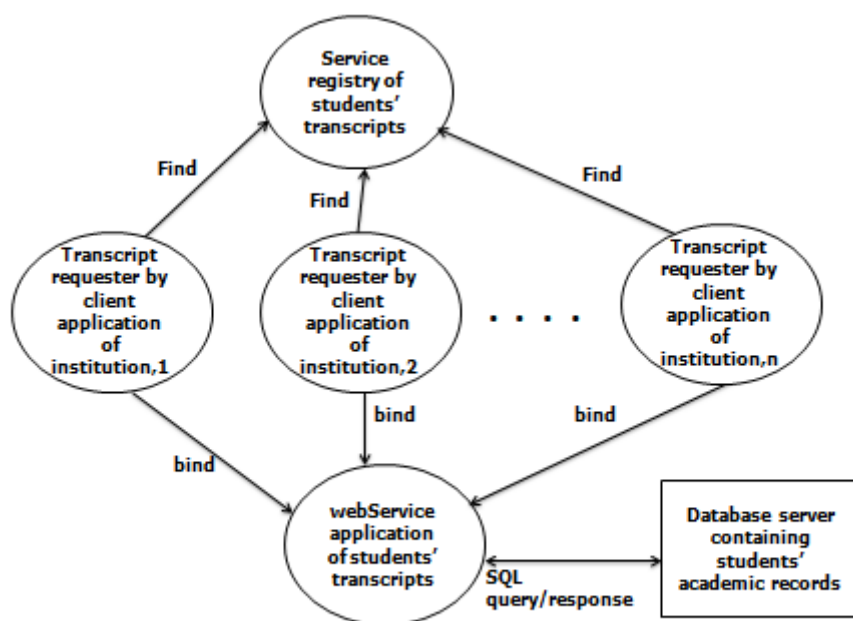 Service
registry of
students'
transcripts
Find
Find
Find
Transcript
requester by
client
application
of
institution,1
Transcript
requester by
client
application
of
institution,2
. . . .
Transcript
requester by
client
application
of
institution,n
bind
bind
bind
webService
application
of students'
transcripts
SQL
query/response
Database server
containing
students'
academic records